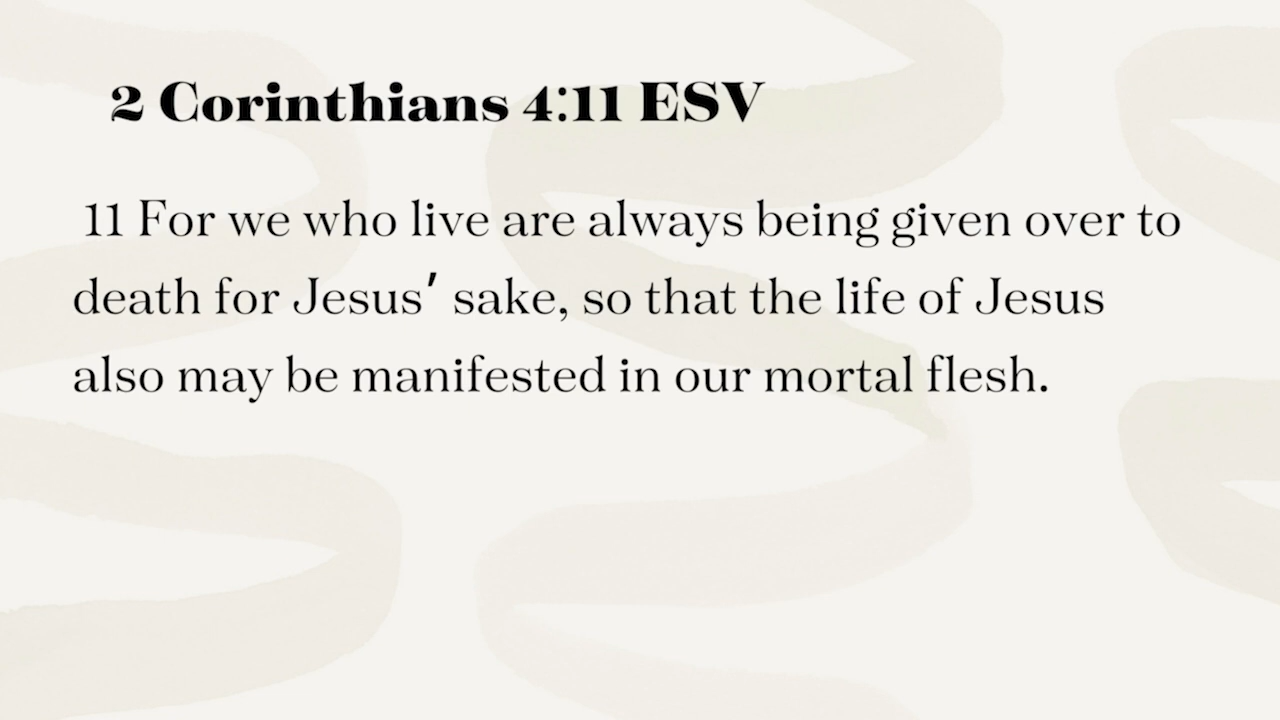 2 Corinthians 4:11 ESV
11 For we who live are always being given over to
death for Jesus′ sake, so that the life of Jesus
also may be manifested in our mortal flesh.